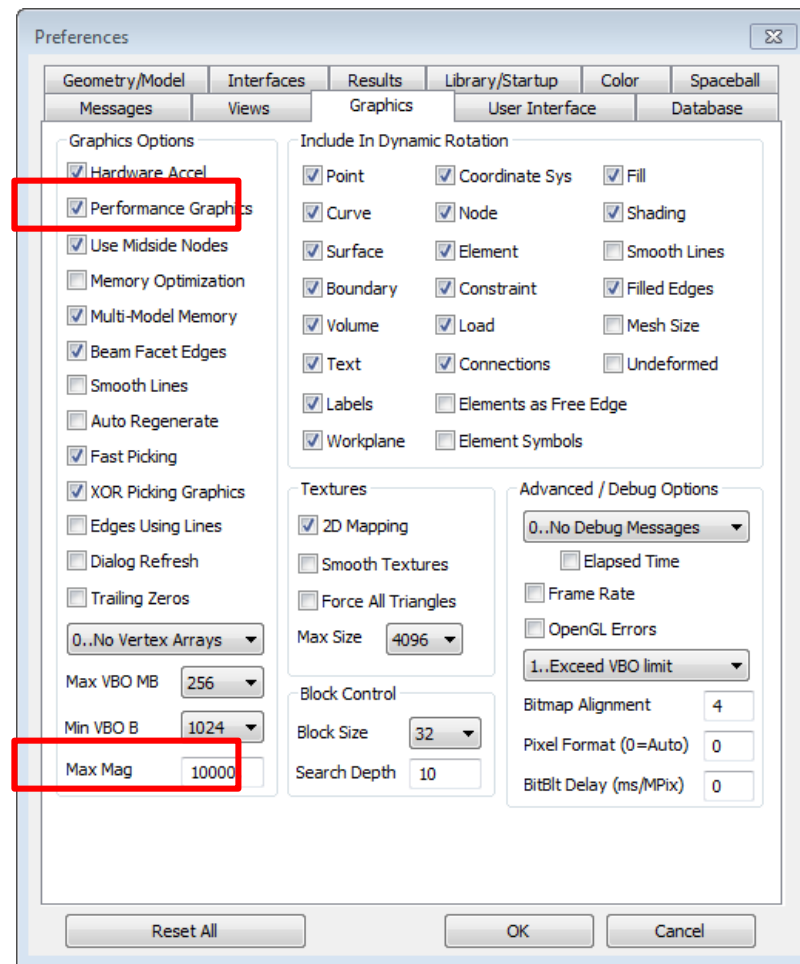 Preferences
Geometry/Model Interfaces Results Library/Startup Color Spaceball
Messages Views Graphics User Interface Database
Graphics Options
Hardware Accel
Performance Graphics
Use Midside Nodes
Memory Optimization
Multi-Model Memory
Beam Facet Edges
Smooth Lines
Auto Regenerate
Fast Picking
XOR Picking Graphics
Edges Using Lines
Dialog Refresh
Trailing Zeros
0..No Vertex Arrays
Max VBO MB 256
Min VBO B 1024
Max Mag 10000
Include In Dynamic Rotation
Point Coordinate Sys Fill
Curve Node Shading
Surface Element Smooth Lines
Boundary Constraint Filled Edges
Volume Load Mesh Size
Text Connections Undeformed
Labels Elements as Free Edge
Workplane Element Symbols
Textures
2D Mapping
Smooth Textures
Force All Triangles
Max Size 4096
Block Control
Block Size 32
Search Depth 10
Advanced / Debug Options
0..No Debug Messages
Elapsed Time
Frame Rate
OpenGL Errors
1..Exceed VBO limit
Bitmap Alignment 4
Pixel Format (0=Auto) 0
BitBlt Delay (ms/MPix) 0
Reset All OK Cancel